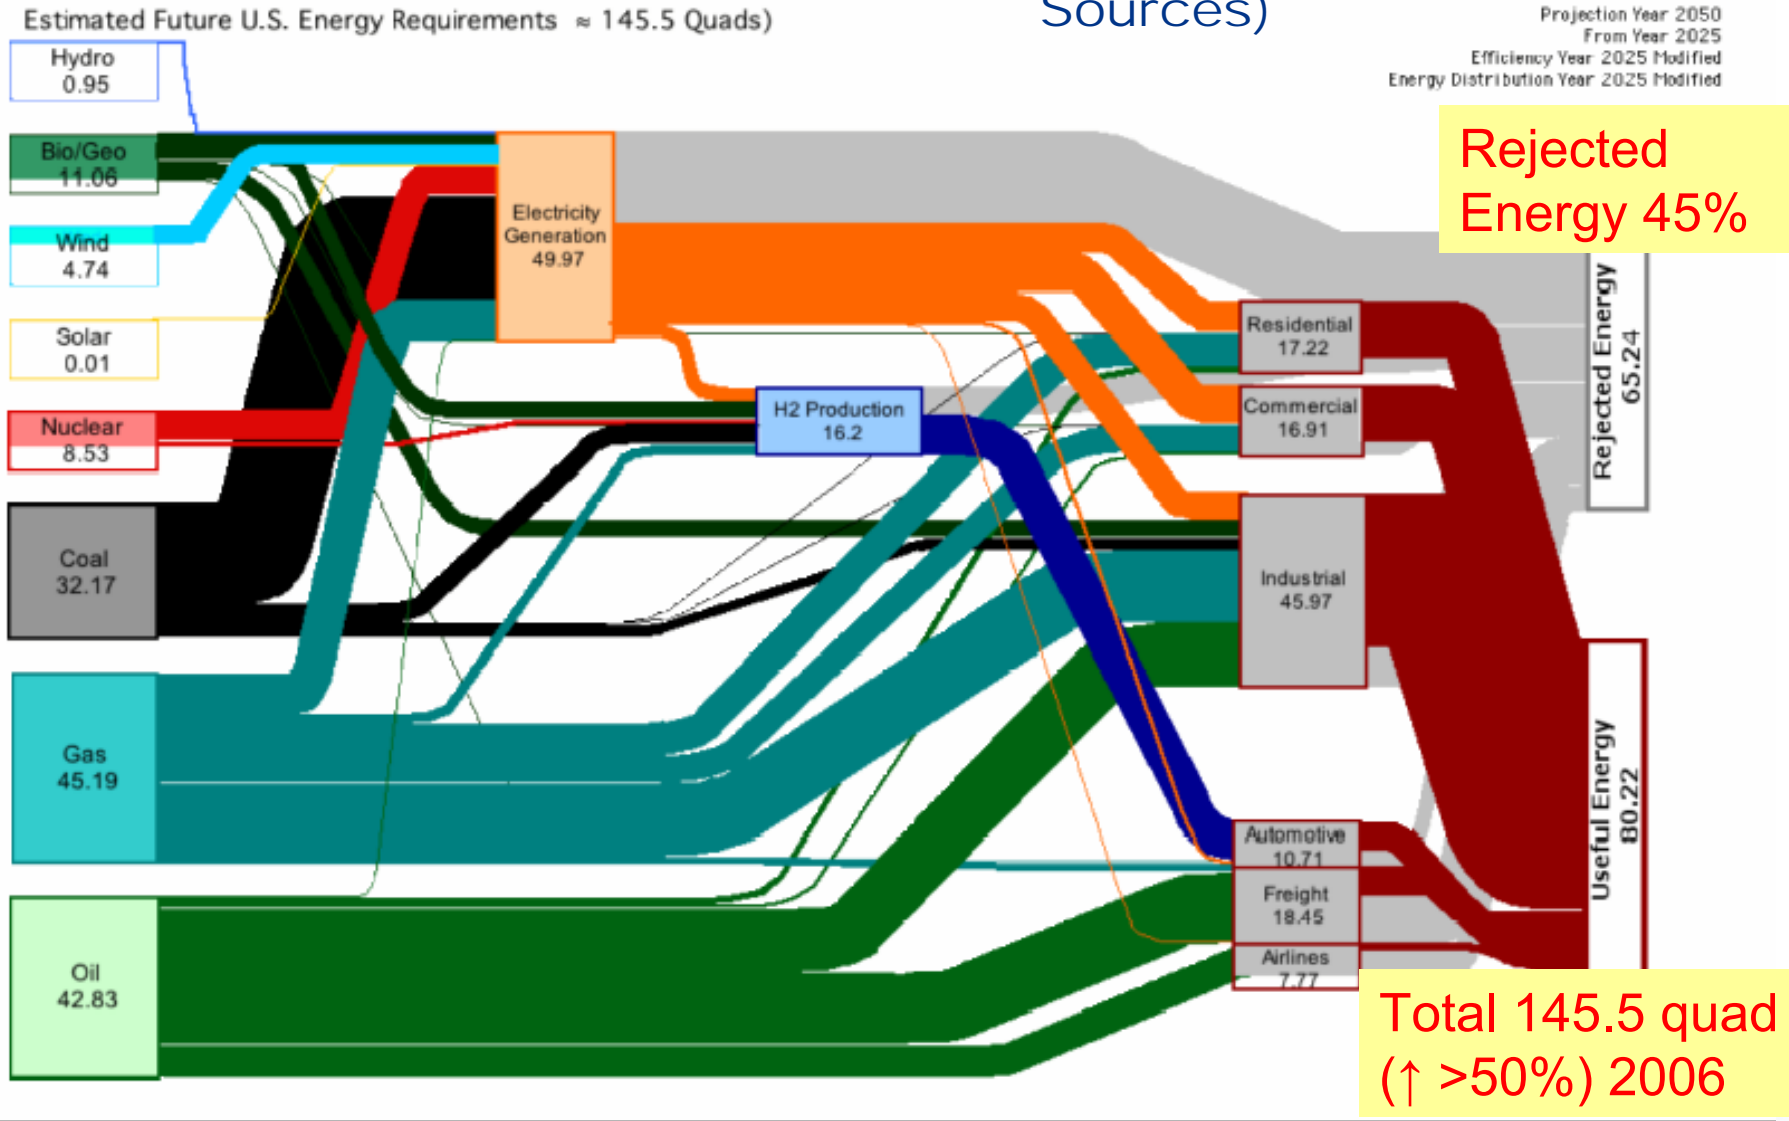 Sources)
Estimated Future U.S. Energy Requirements ≈ 145.5 Quads)
Projection Year 2050
From Year 2025
Efficiency Year 2025 Modified
Energy Distribution Year 2025 Modified
Hydro
0.95
Bio/Geo
11.06
Wind
4.74
Solar
0.01
Nuclear
8.53
Coal
32.17
Gas
45.19
Oil
42.83
Electricity
Generation
49.97
H2 Production
16.2
Residential
17.22
Commercial
16.91
Industrial
45.97
Automotive
10.71
Freight
18.45
Airlines
7.77
Rejected
Energy 45%
Rejected Energy
65.24
Useful Energy
80.22
Total 145.5 quad
(↑ >50%) 2006